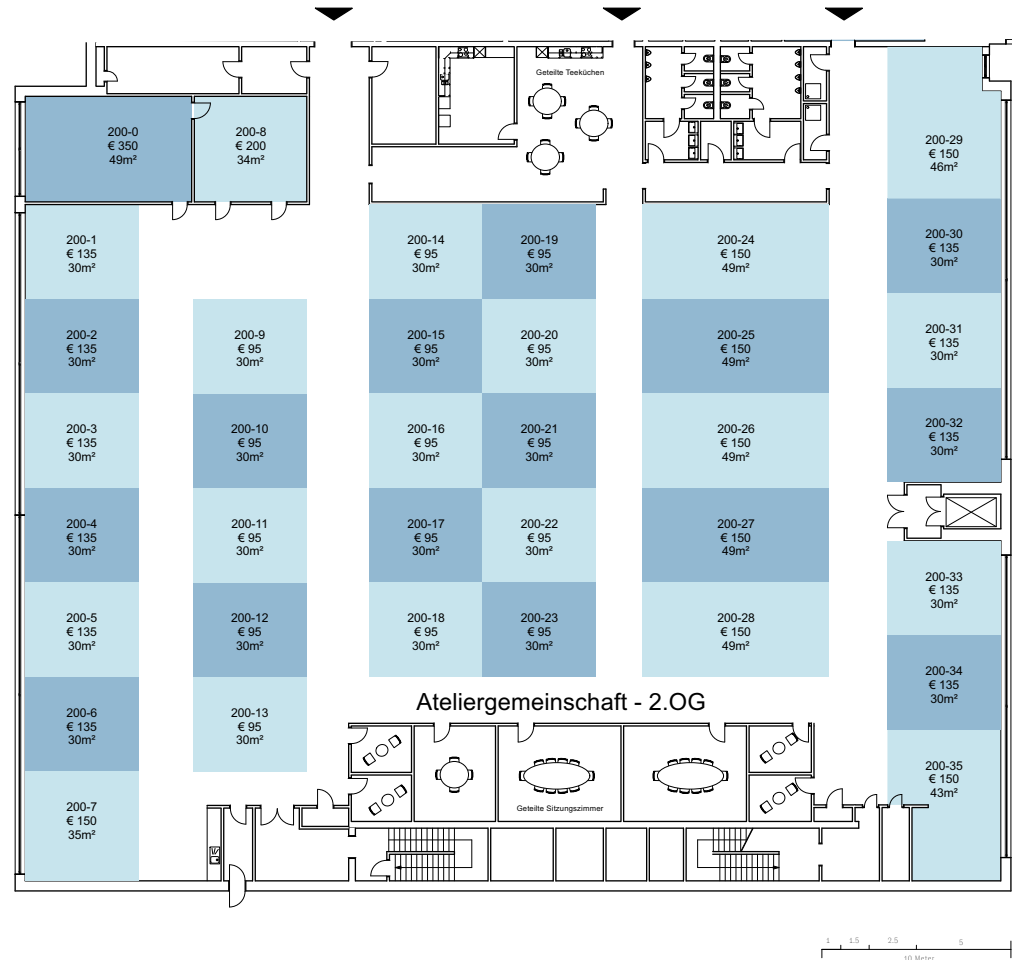 Geteilte Teeküchen
200-0
€ 350
49m²
200-8
€ 200
34m²
200-29
€ 150
46m²
200-1
€ 135
30m²
200-14
€ 95
30m²
200-19
€ 95
30m²
200-24
€ 150
49m²
200-30
€ 135
30m²
200-2
€ 135
30m²
200-9
€ 95
30m²
200-15
€ 95
30m²
200-20
€ 95
30m²
200-25
€ 150
49m²
200-31
€ 135
30m²
200-3
€ 135
30m²
200-10
€ 95
30m²
200-16
€ 95
30m²
200-21
€ 95
30m²
200-26
€ 150
49m²
200-32
€ 135
30m²
200-4
€ 135
30m²
200-11
€ 95
30m²
200-17
€ 95
30m²
200-22
€ 95
30m²
200-27
€ 150
49m²
200-33
€ 135
30m²
200-5
€ 135
30m²
200-12
€ 95
30m²
200-18
€ 95
30m²
200-23
€ 95
30m²
200-28
€ 150
49m²
200-34
€ 135
30m²
Ateliergemeinschaft - 2.OG
200-6
€ 135
30m²
200-13
€ 95
30m²
200-35
€ 150
43m²
200-7
€ 150
35m²
Geteilte Sitzungszimmer
1 1.5 2.5 5
10 Meter